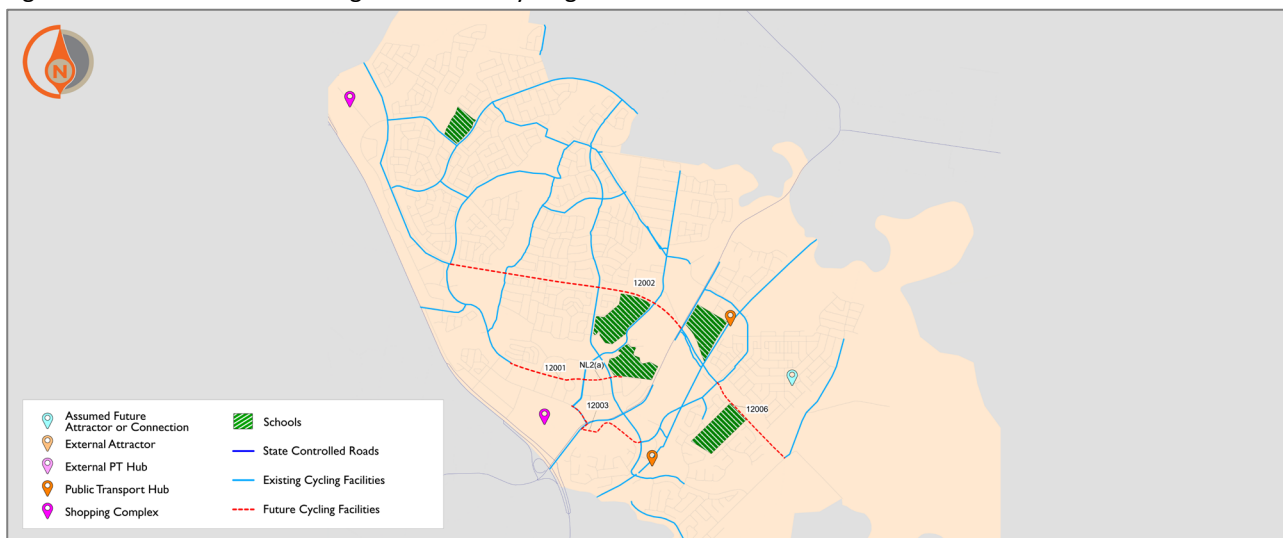 N
12002
12001
NL2(a)
12003
12006
Assumed Future
Attractor or Connection
External Attractor
External PT Hub
Public Transport Hub
Shopping Complex
Schools
State Controlled Roads
Existing Cycling Facilities
Future Cycling Facilities